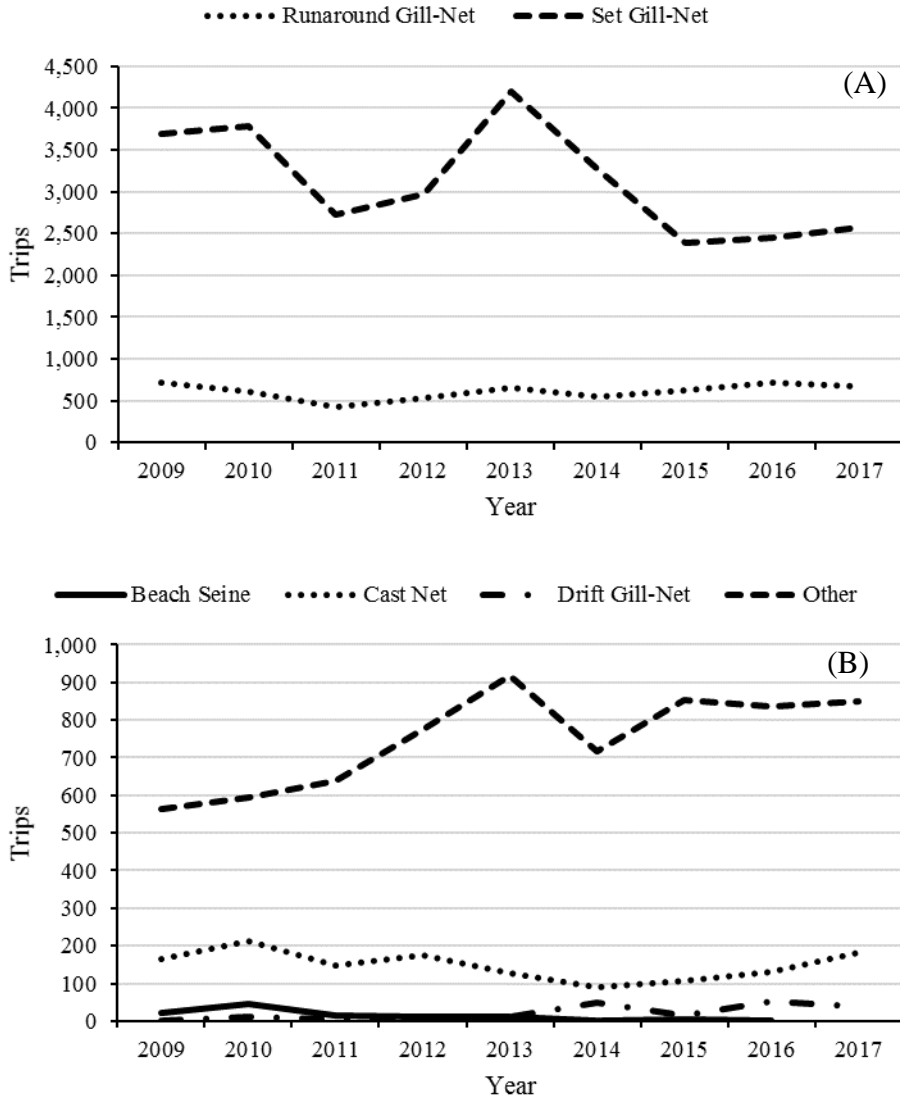 Runaround Gill-Net Set Gill-Net
(A)
4,500
4,000
3,500
3,000
2,500
2,000
1,500
1,000
500
0
Trips
2009 2010 2011 2012 2013 2014 2015 2016 2017
Year
Beach Seine Cast Net Drift Gill-Net Other
(B)
1,000
900
800
700
600
500
400
300
200
100
0
Trips
2009 2010 2011 2012 2013 2014 2015 2016 2017
Year